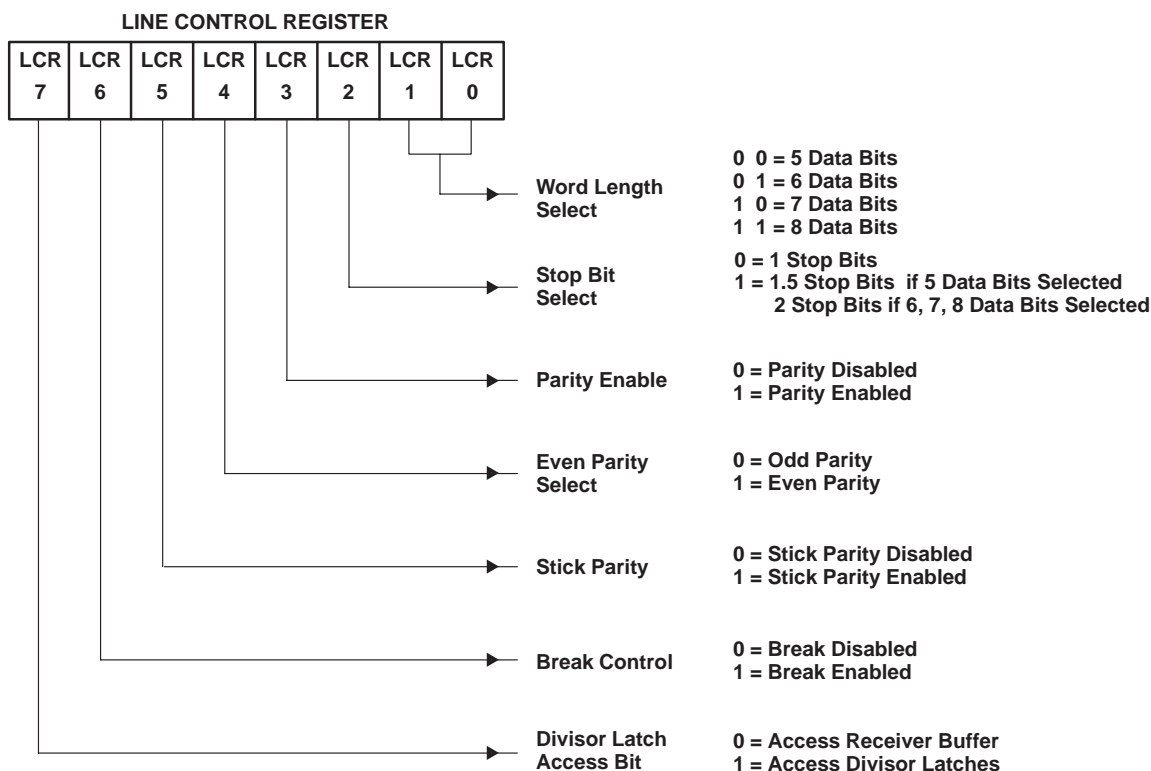 LINE CONTROL REGISTER
LCR LCR LCR LCR LCR LCR LCR LCR
7 6 5 4 3 2 1 0
Word Length
Select
0 0 = 5 Data Bits
0 1 = 6 Data Bits
1 0 = 7 Data Bits
1 1 = 8 Data Bits
Stop Bit
Select
0 = 1 Stop Bits
1 = 1.5 Stop Bits if 5 Data Bits Selected
2 Stop Bits if 6, 7, 8 Data Bits Selected
Parity Enable
0 = Parity Disabled
1 = Parity Enabled
Even Parity
Select
0 = Odd Parity
1 = Even Parity
Stick Parity
0 = Stick Parity Disabled
1 = Stick Parity Enabled
Break Control
0 = Break Disabled
1 = Break Enabled
Divisor Latch
Access Bit
0 = Access Receiver Buffer
1 = Access Divisor Latches